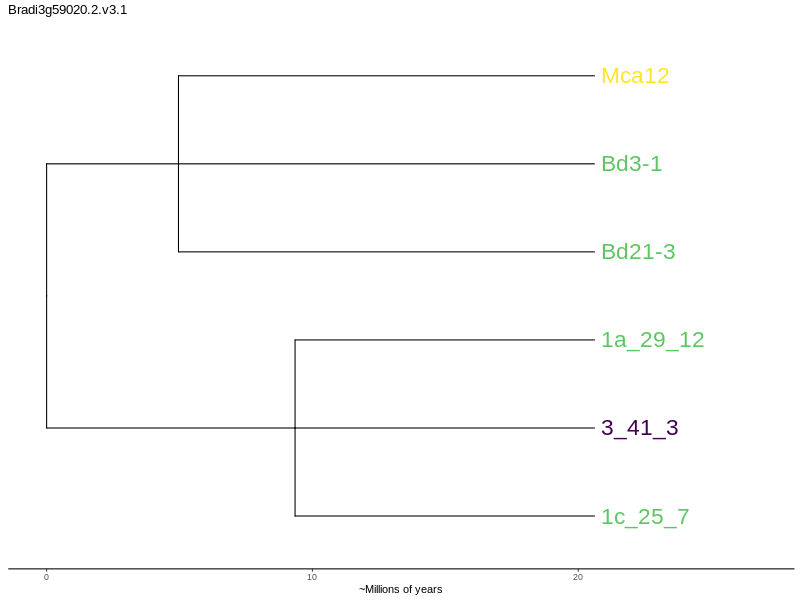 Bradi3g59020.2.v3.1
Mca12
Bd3-1
Bd21-3
1a_29_12
3_41_3
1c_25_7
0 10 20
~Millions of years